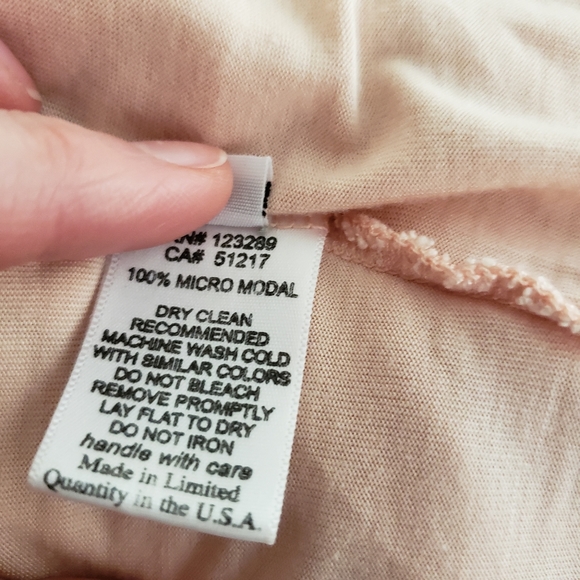 RN# 123289
CA# 51217
100% MICRO MODAL
DRY CLEAN
RECOMMENDED
MACHINE WASH COLD
WITH SIMILAR COLORS
DO NOT BLEACH
REMOVE PROMPTLY
LAY FLAT TO DRY
DO NOT IRON
handle with care
Made in Limited
Quantity in the U.S.A.